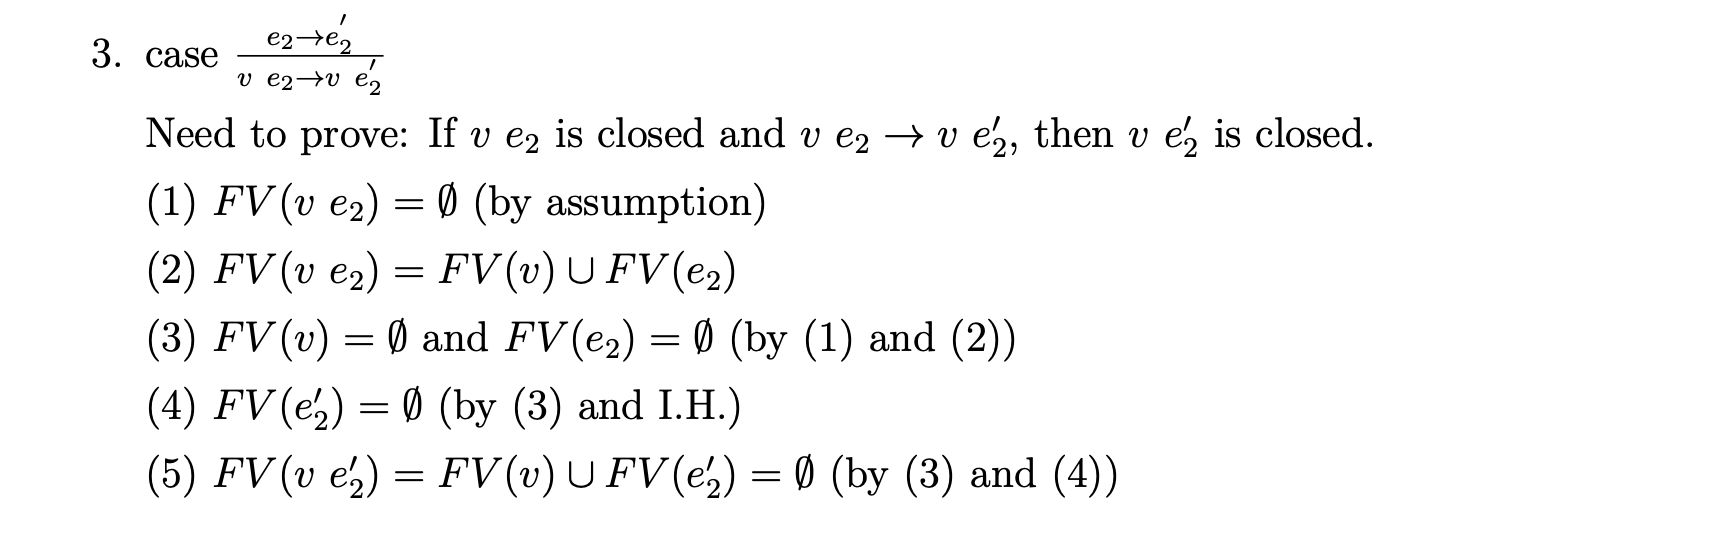 3. case e₂→e₂′ / v e₂→v e₂′
Need to prove: If v e₂ is closed and v e₂ → v e₂′, then v e₂′ is closed.
(1) FV(v e₂) = ∅ (by assumption)
(2) FV(v e₂) = FV(v) ∪ FV(e₂)
(3) FV(v) = ∅ and FV(e₂) = ∅ (by (1) and (2))
(4) FV(e₂′) = ∅ (by (3) and I.H.)
(5) FV(v e₂′) = FV(v) ∪ FV(e₂′) = ∅ (by (3) and (4))